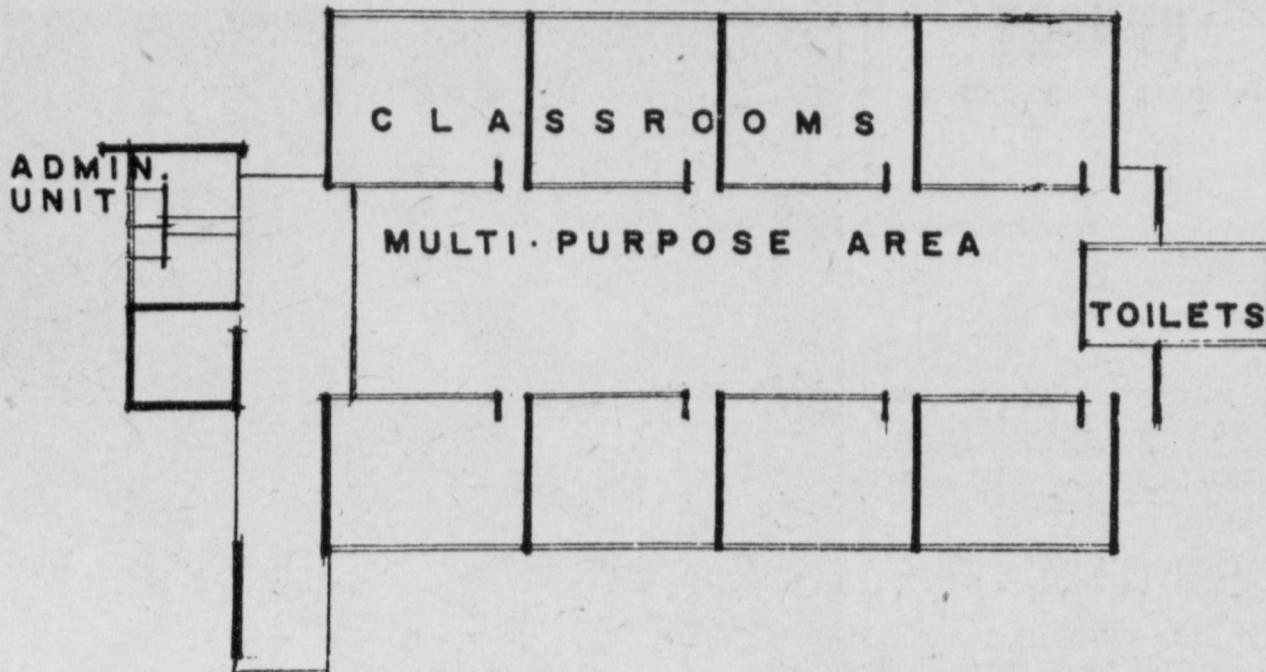 CLASSROOMS
ADMIN.
UNIT
MULTI-PURPOSE AREA
TOILETS